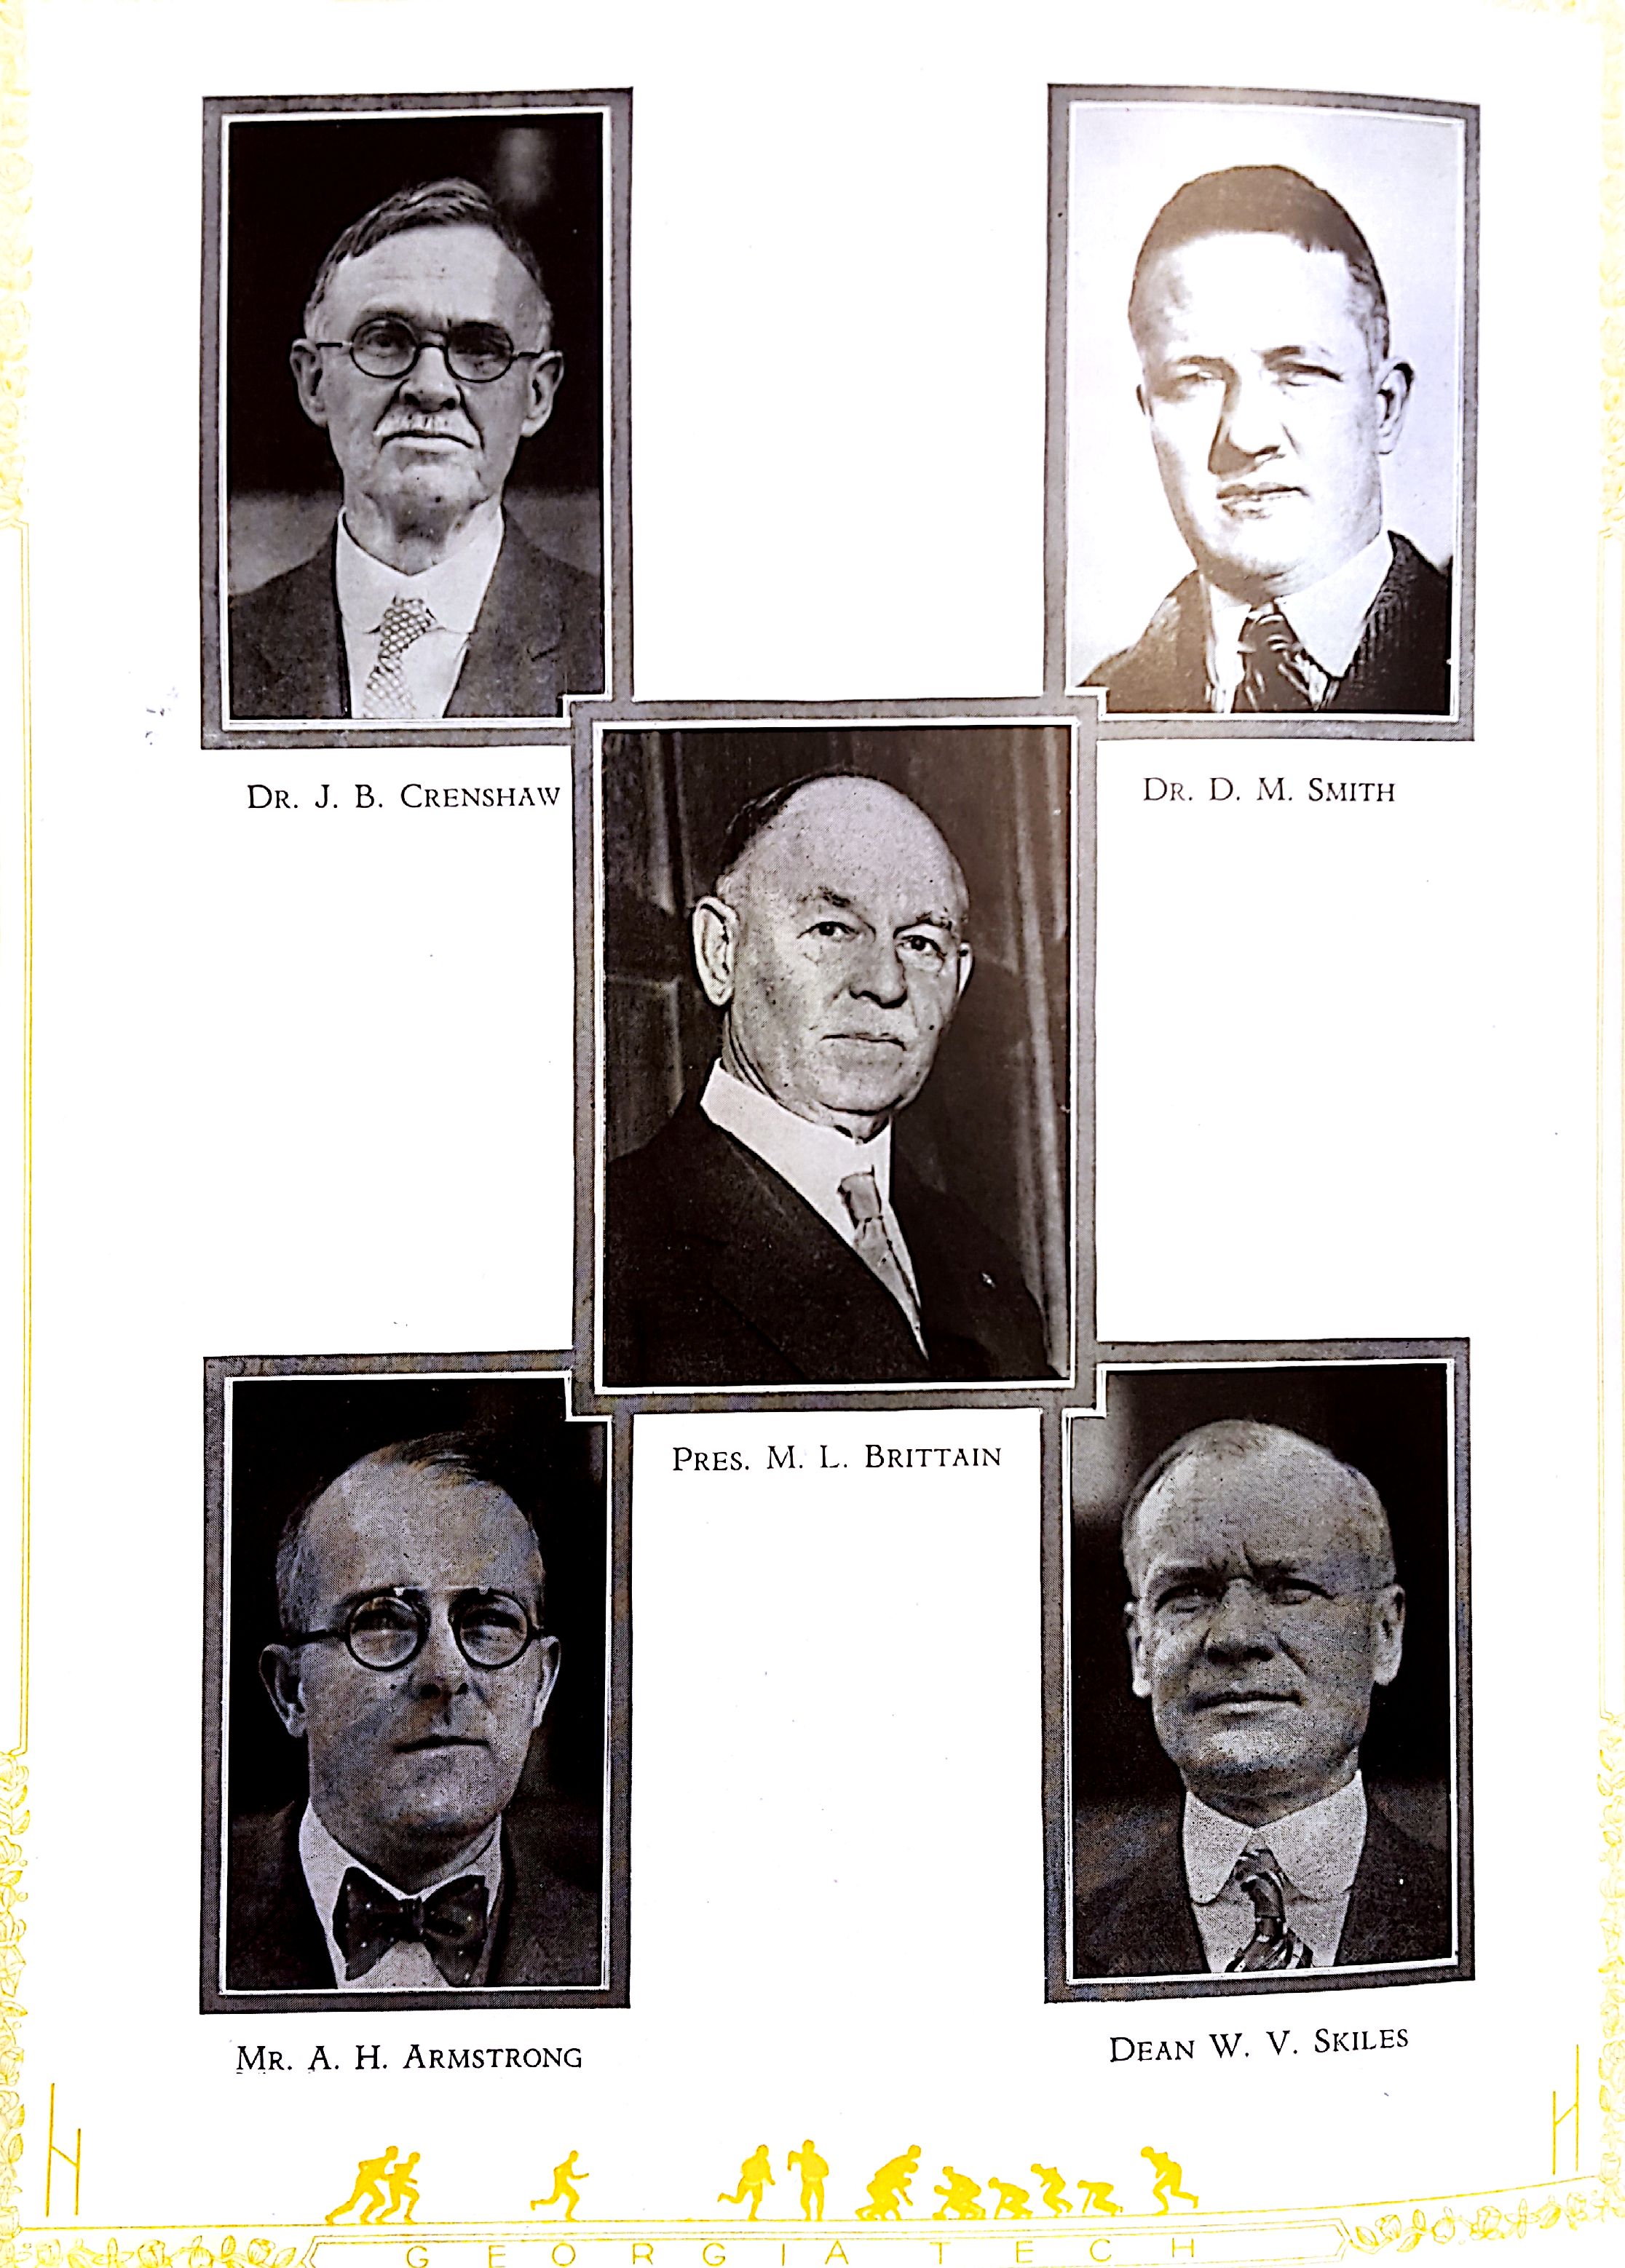 DR. J. B. CRENSHAW
DR. D. M. SMITH
PRES. M. L. BRITTAIN
MR. A. H. ARMSTRONG
DEAN W. V. SKILES
GEORGIA TECH